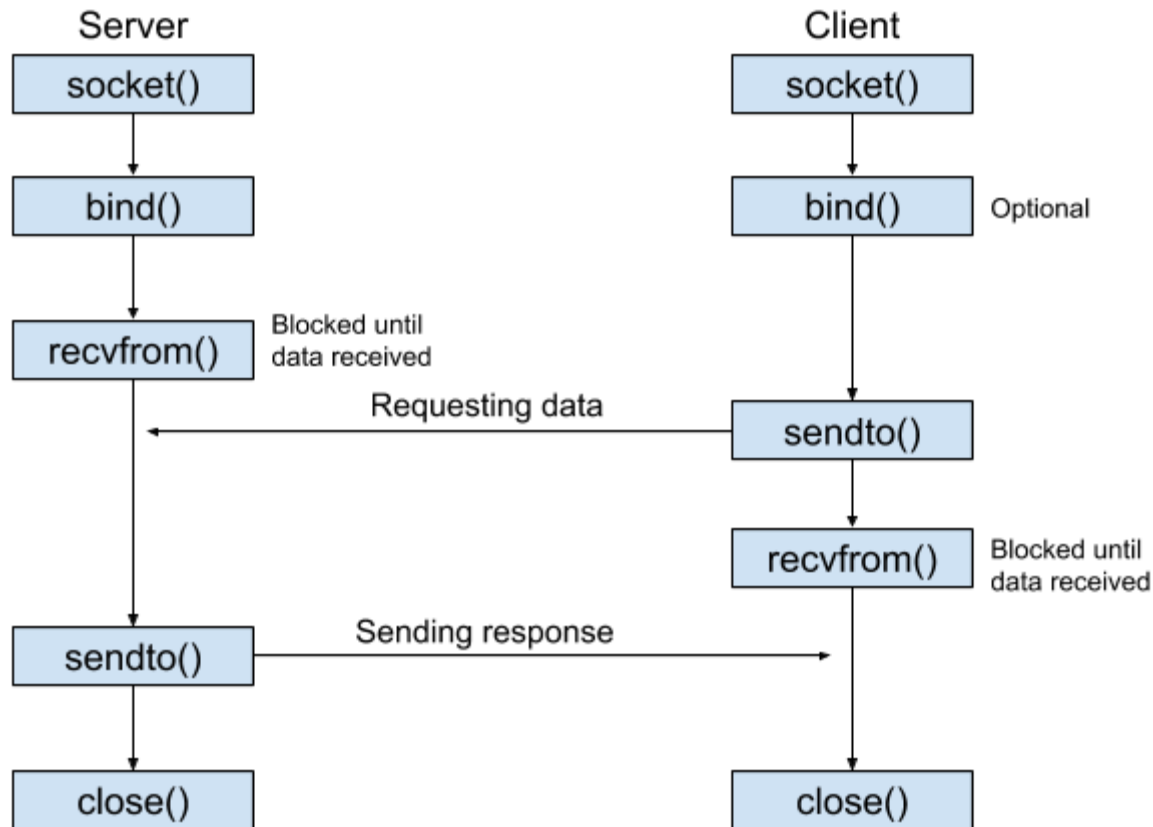 Server
Client
socket()
socket()
bind()
bind()
Optional
recvfrom()
Blocked until
data received
Requesting data
sendto()
recvfrom()
Blocked until
data received
Sending response
sendto()
close()
close()